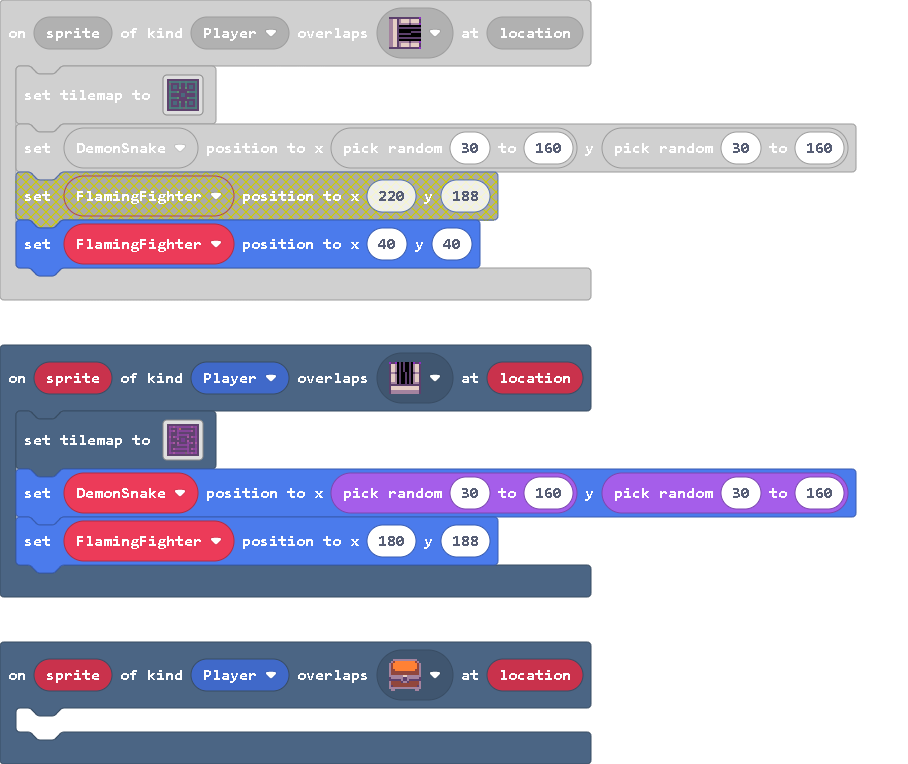 on sprite of kind Player overlaps at location
set tilemap to
set DemonSnake position to x pick random 30 to 160 y pick random 30 to 160
set FlamingFighter position to x 220 y 188
set FlamingFighter position to x 40 y 40
on sprite of kind Player overlaps at location
set tilemap to
set DemonSnake position to x pick random 30 to 160 y pick random 30 to 160
set FlamingFighter position to x 180 y 188
on sprite of kind Player overlaps at location